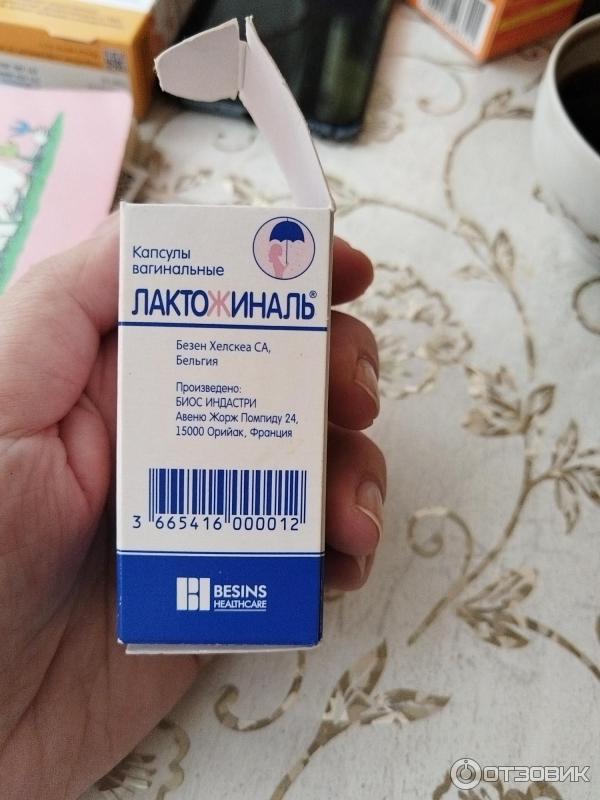 Капсулы
вагинальные
ЛАКТОЖИНАЛЬ®
Безен Хелскеа СА,
Бельгия
Произведено:
БИОС ИНДАСТРИ
Авеню Жорж Помпиду 24,
15000 Орийак, Франция
3 665416 000012
BESINS
HEALTHCARE
ОТЗОВИК